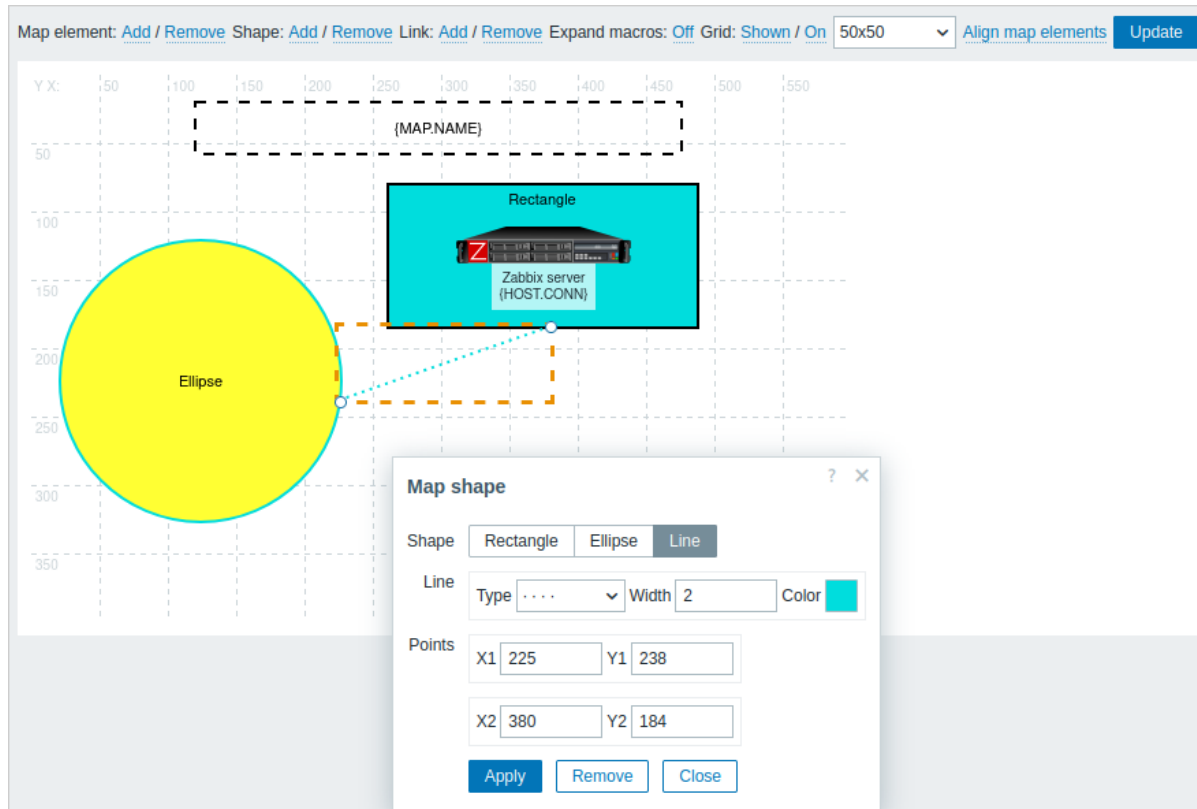 Map element: Add / Remove Shape: Add / Remove Link: Add / Remove Expand macros: Off Grid: Shown / On 50x50 Align map elements Update
Y X: 50 100 150 200 250 300 350 400 450 500 550
{MAP.NAME}
50
Rectangle
100
Z
Zabbix server
150
{HOST.CONN}
200
Ellipse
250
300
350
Map shape ?
Shape Rectangle Ellipse Line
Line Type Width 2 Color
Points X1 225 Y1 238
X2 380 Y2 184
Apply Remove Close